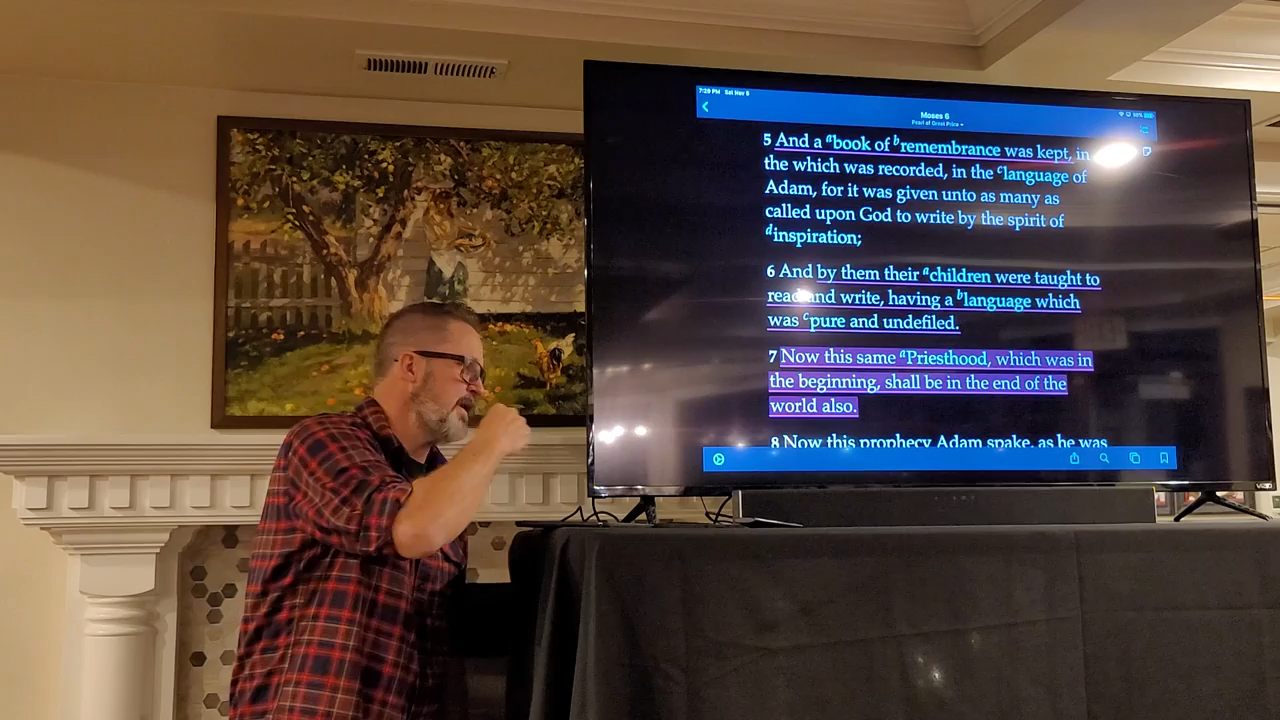 7:29 PM Sat Nov 6
50%
Moses 6
Pearl of Great Price
5 And a abook of bremembrance was kept, in
the which was recorded, in the clanguage of
Adam, for it was given unto as many as
called upon God to write by the spirit of
dinspiration;
6 And by them their achildren were taught to
read and write, having a blanguage which
was cpure and undefiled.
7 Now this same aPriesthood, which was in
the beginning, shall be in the end of the
world also.
8 Now this prophecy Adam spake, as he was